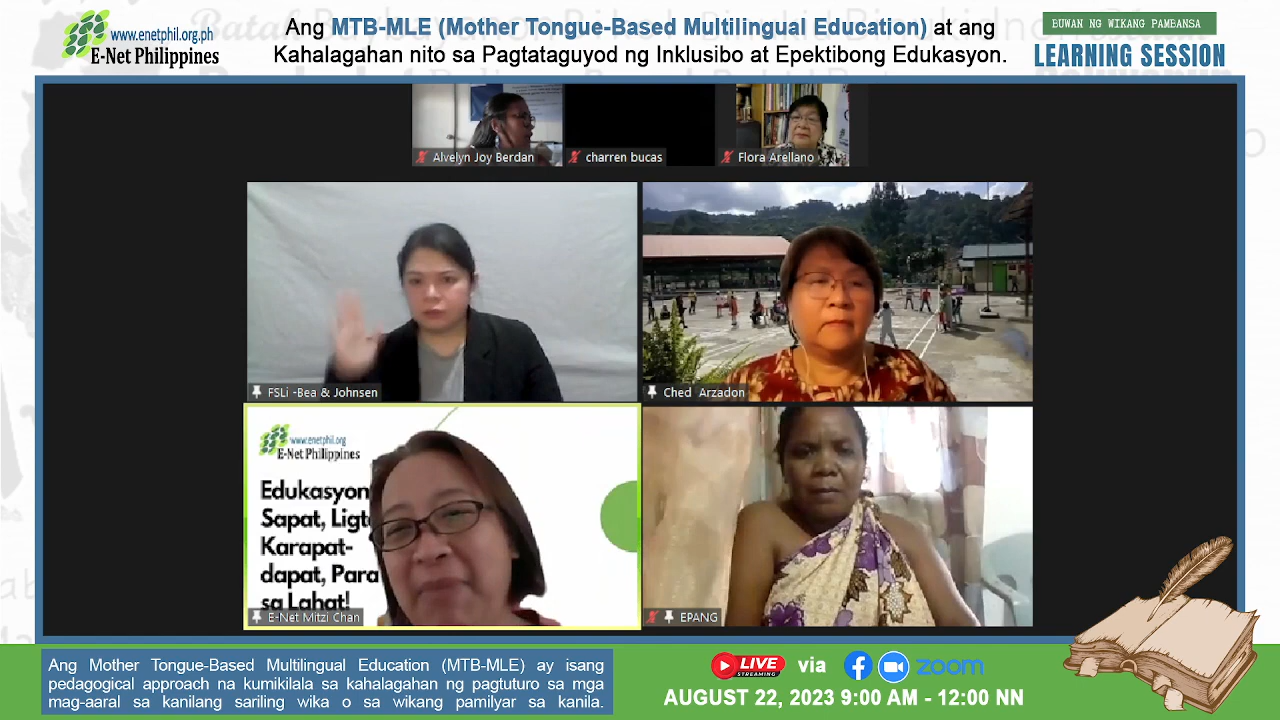 www.enetphil.org.ph
E-Net Philippines
Ang MTB-MLE (Mother Tongue-Based Multilingual Education) at ang
Kahalagahan nito sa Pagtataguyod ng Inklusibo at Epektibong Edukasyon.
BUWAN NG WIKANG PAMBANSA
LEARNING SESSION
Alvelyn Joy Berdan
charren bucas
Flora Arellano
FSLi -Bea & Johnsen
Ched Arzadon
www.enetphil.org
E-Net Philippines
Edukasyon
Sapat, Ligt
Karapat-
dapat, Para
sa Lahat!
E-Net Mitzi Chan
EPANG
Ang Mother Tongue-Based Multilingual Education (MTB-MLE) ay isang
pedagogical approach na kumikilala sa kahalagahan ng pagtuturo sa mga
mag-aaral sa kanilang sariling wika o sa wikang pamilyar sa kanila.
LIVE
STREAMING
via
zoom
AUGUST 22, 2023 9:00 AM - 12:00 NN